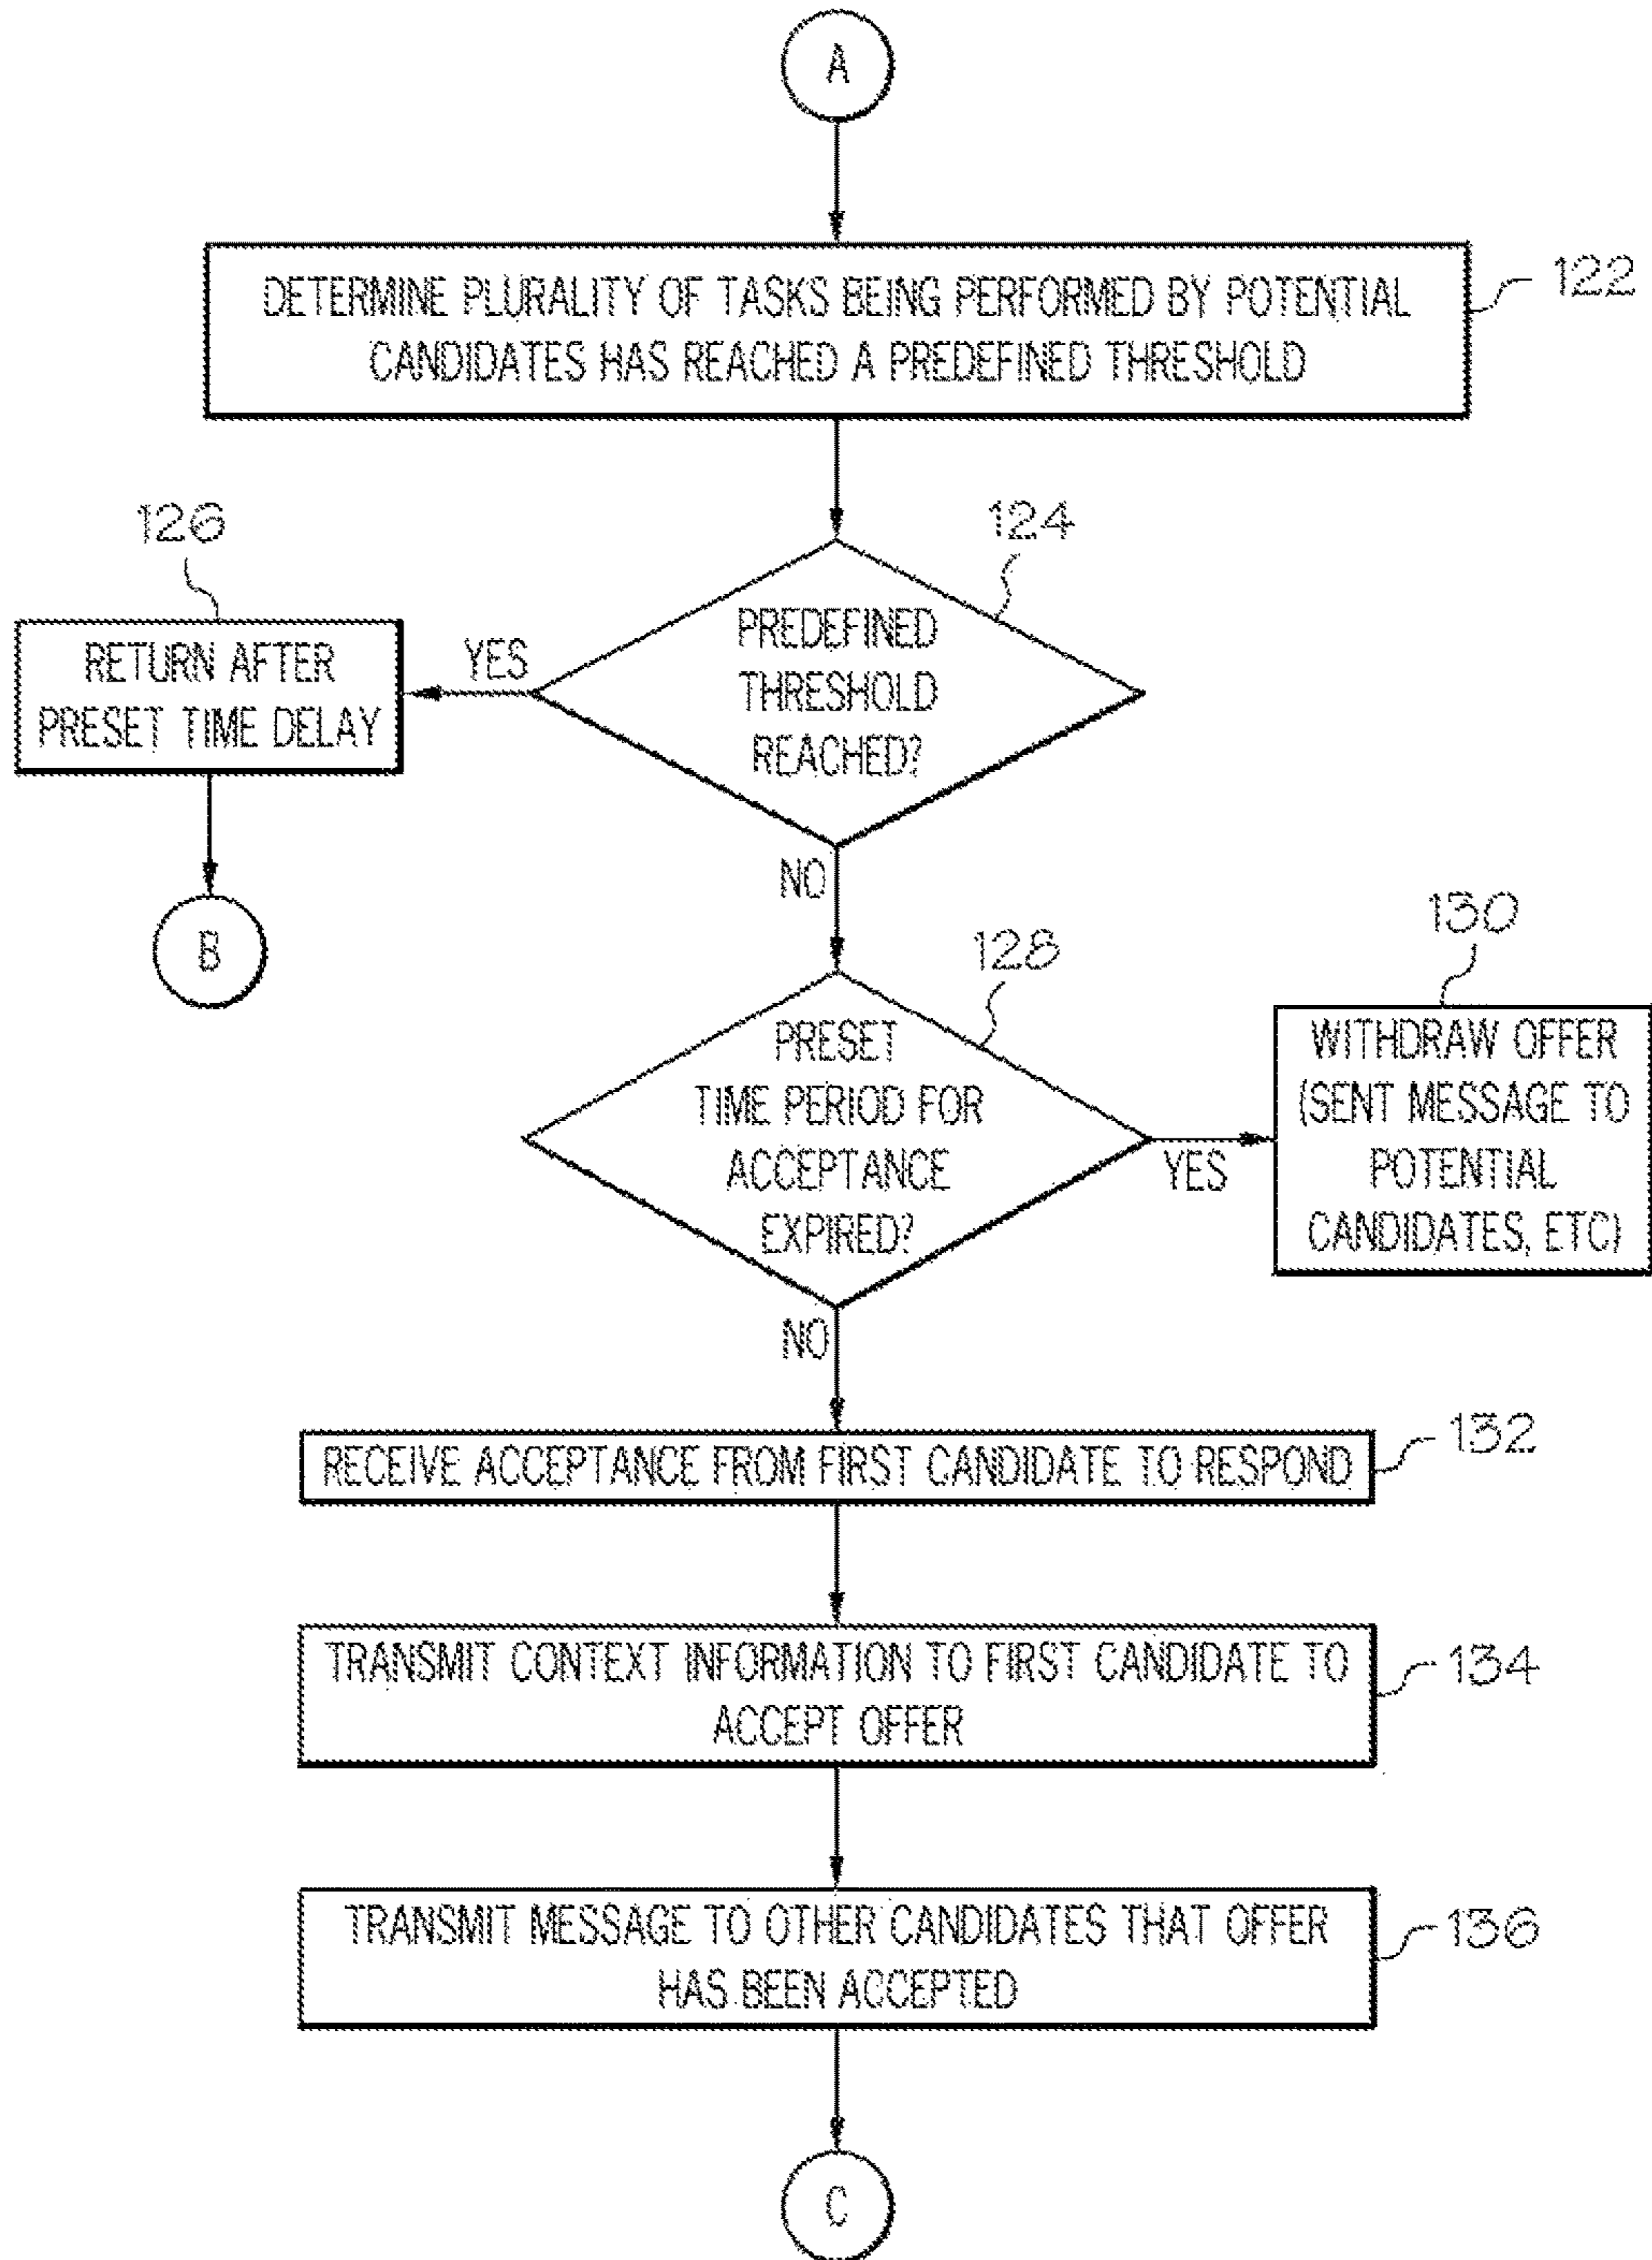 A
DETERMINE PLURALITY OF TASKS BEING PERFORMED BY POTENTIAL
CANDIDATES HAS REACHED A PREDEFINED THRESHOLD
122
124
126
PREDEFINED
THRESHOLD
REACHED?
YES
RETURN AFTER
PRESET TIME DELAY
B
NO
128
130
PRESET
TIME PERIOD FOR
ACCEPTANCE
EXPIRED?
YES
WITHDRAW OFFER
(SENT MESSAGE TO
POTENTIAL
CANDIDATES, ETC)
NO
RECEIVE ACCEPTANCE FROM FIRST CANDIDATE TO RESPOND
132
TRANSMIT CONTEXT INFORMATION TO FIRST CANDIDATE TO
ACCEPT OFFER
134
TRANSMIT MESSAGE TO OTHER CANDIDATES THAT OFFER
HAS BEEN ACCEPTED
136
C